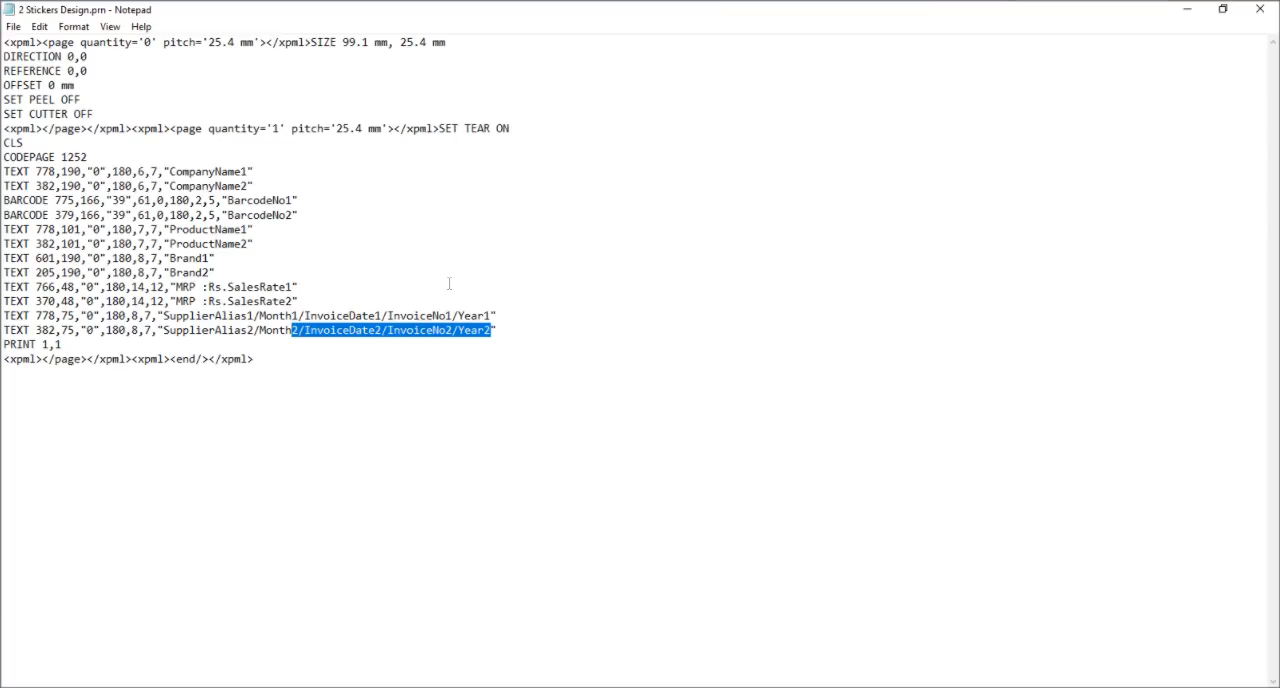 2 Stickers Design.prn - Notepad
File Edit Format View Help
<xpml><page quantity='0' pitch='25.4 mm'></xpml>SIZE 99.1 mm, 25.4 mm
DIRECTION 0,0
REFERENCE 0,0
OFFSET 0 mm
SET PEEL OFF
SET CUTTER OFF
<xpml></page></xpml><xpml><page quantity='1' pitch='25.4 mm'></xpml>SET TEAR ON
CLS
CODEPAGE 1252
TEXT 778,190,"0",180,6,7,"CompanyName1"
TEXT 382,190,"0",180,6,7,"CompanyName2"
BARCODE 775,166,"39",61,0,180,2,5,"BarcodeNo1"
BARCODE 379,166,"39",61,0,180,2,5,"BarcodeNo2"
TEXT 778,101,"0",180,7,7,"ProductName1"
TEXT 382,101,"0",180,7,7,"ProductName2"
TEXT 601,190,"0",180,8,7,"Brand1"
TEXT 205,190,"0",180,8,7,"Brand2"
TEXT 766,48,"0",180,14,12,"MRP :Rs.SalesRate1"
TEXT 370,48,"0",180,14,12,"MRP :Rs.SalesRate2"
TEXT 778,75,"0",180,8,7,"SupplierAlias1/Month1/InvoiceDate1/InvoiceNo1/Year1"
TEXT 382,75,"0",180,8,7,"SupplierAlias2/Month2/InvoiceDate2/InvoiceNo2/Year2"
PRINT 1,1
<xpml></page></xpml><xpml><end/></xpml>